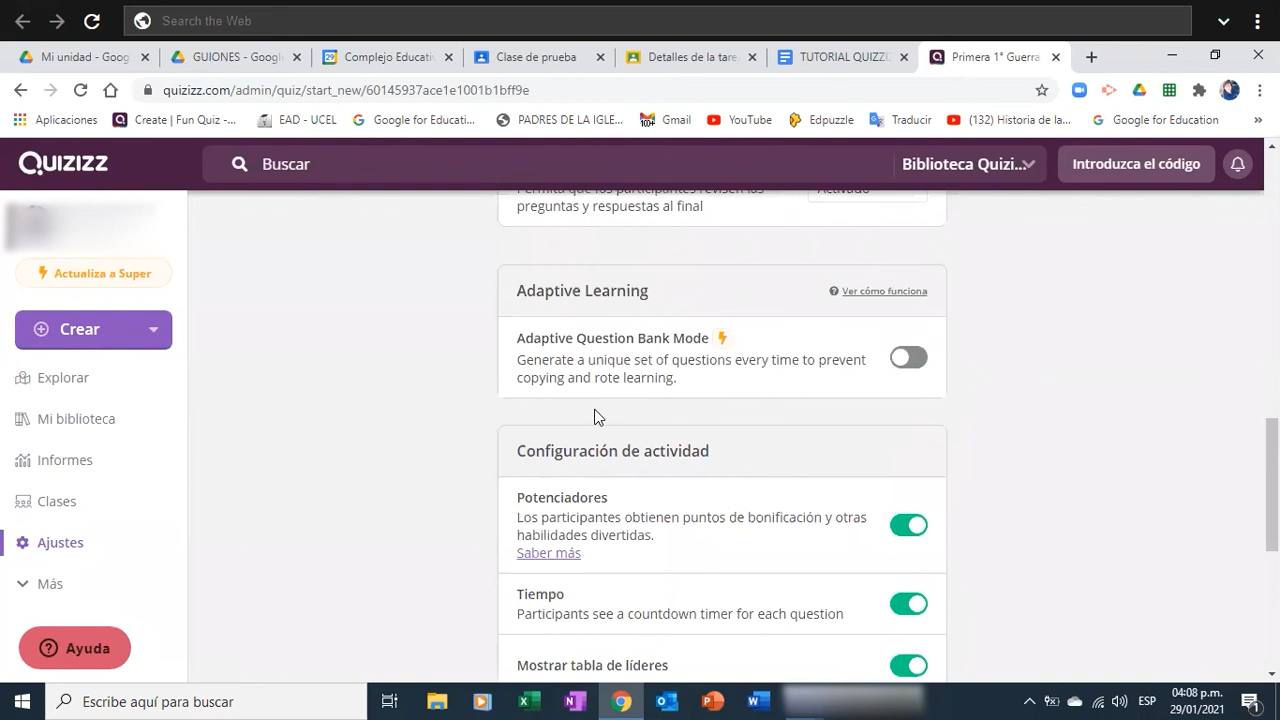 Search the Web
Mi unidad - Goog
GUIONES - Googl
Complejo Educati
Clase de prueba
Detalles de la tare
TUTORIAL QUZZIZ
Primera 1° Guerra
quizizz.com/admin/quiz/start_new/60145937ace1e1001b1bff9e
Aplicaciones
Create | Fun Quiz -...
EAD - UCEL
Google for Educati...
PADRES DE LA IGLE...
Gmail
YouTube
Edpuzzle
Traducir
(132) Historia de la...
Google for Education
»
QUIZIZZ
Buscar
Biblioteca Quizi...
Introduzca el código
Actualiza a Super
Crear
Explorar
Mi biblioteca
Informes
Clases
Ajustes
Más
Ayuda
Permita que los participantes revisen las
preguntas y respuestas al final
Activado
Adaptive Learning
Ver cómo funciona
Adaptive Question Bank Mode
Generate a unique set of questions every time to prevent
copying and rote learning.
Configuración de actividad
Potenciadores
Los participantes obtienen puntos de bonificación y otras
habilidades divertidas.
Saber más
Tiempo
Participants see a countdown timer for each question
Mostrar tabla de líderes
Escribe aquí para buscar
ESP
04:08 p.m.
29/01/2021